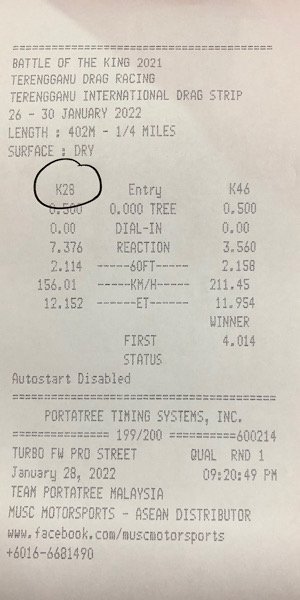 ========================================
BATTLE OF THE KING 2021
TERENGGANU DRAG RACING
TERENGGANU INTERNATIONAL DRAG STRIP
26 - 30 JANUARY 2022
LENGTH : 402M - 1/4 MILES
SURFACE : DRY
K28 Entry K46
0.500 0.000 TREE 0.500
0.00 DIAL-IN 0.00
7.376 REACTION 3.560
2.114 -----60FT----- 2.158
156.01 -----KM/H----- 211.45
12.152 ------ET------ 11.954
WINNER
FIRST 4.014
STATUS
Autostart Disabled
========================================
PORTATREE TIMING SYSTEMS, INC.
============== 199/200 ==========600214
TURBO FW PRO STREET QUAL RND 1
January 28, 2022 09:20:49 PM
TEAM PORTATREE MALAYSIA
MUSC MOTORSPORTS - ASEAN DISTRIBUTOR
www.facebook.com/muscmotorsports
+6016-6681490